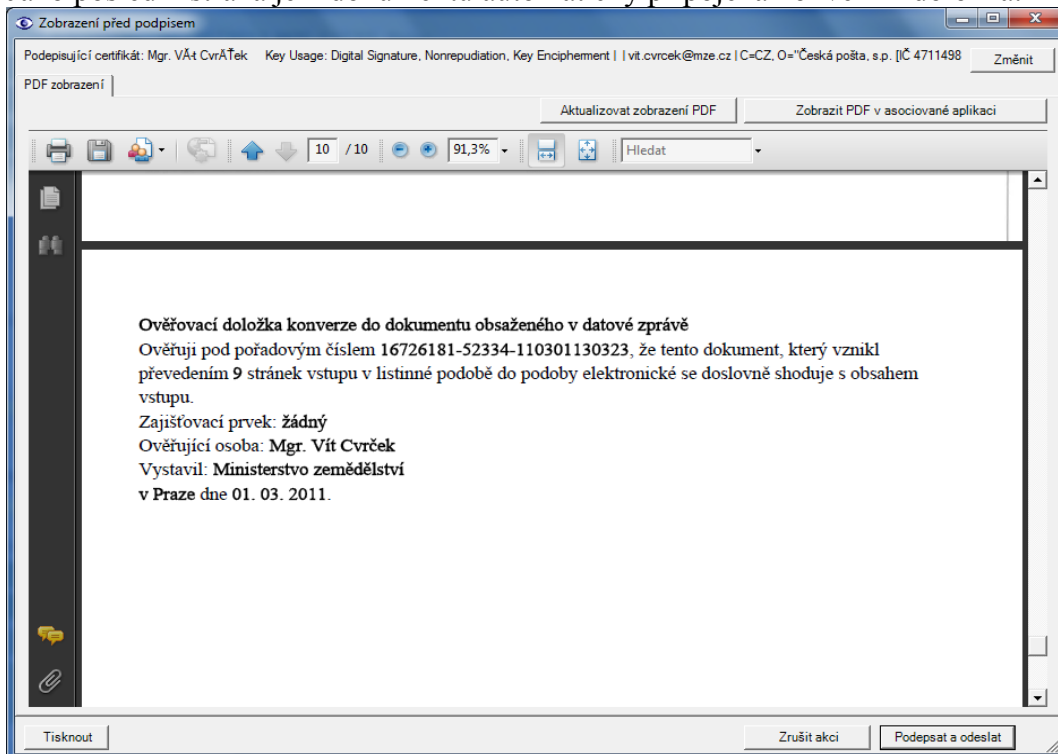 Zobrazení před podpisem
Podepisující certifikát: Mgr. VĂ­t CvrÄŤek Key Usage: Digital Signature, Nonrepudiation, Key Encipherment | | vit.cvrcek@mze.cz | C=CZ, O="Česká pošta, s.p. [IČ 4711498 Změnit
PDF zobrazení
Aktualizovat zobrazení PDF Zobrazit PDF v asociované aplikaci
10 / 10 91,3% Hledat
Ověřovací doložka konverze do dokumentu obsaženého v datové zprávě
Ověřuji pod pořadovým číslem 16726181-52334-110301130323, že tento dokument, který vznikl
převedením 9 stránek vstupu v listinné podobě do podoby elektronické se doslovně shoduje s obsahem
vstupu.
Zajišťovací prvek: žádný
Ověřující osoba: Mgr. Vít Cvrček
Vystavil: Ministerstvo zemědělství
v Praze dne 01. 03. 2011.
Tisknout Zrušit akci Podepsat a odeslat